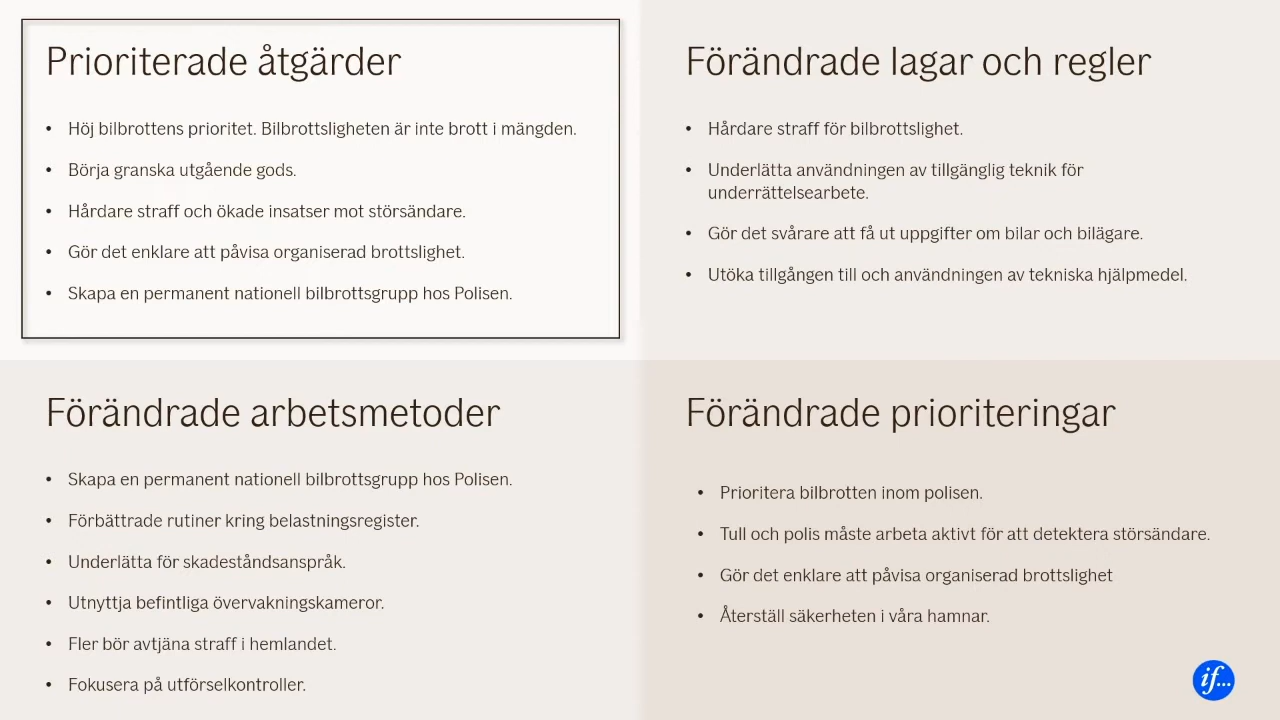 Prioriterade åtgärder
• Höj bilbrottens prioritet. Bilbrottsligheten är inte brott i mängden.
• Börja granska utgående gods.
• Hårdare straff och ökade insatser mot störsändare.
• Gör det enklare att påvisa organiserad brottslighet.
• Skapa en permanent nationell bilbrottsgrupp hos Polisen.
Förändrade lagar och regler
• Hårdare straff för bilbrottslighet.
• Underlätta användningen av tillgänglig teknik för
underrättelsearbete.
• Gör det svårare att få ut uppgifter om bilar och bilägare.
• Utöka tillgången till och användningen av tekniska hjälpmedel.
Förändrade arbetsmetoder
• Skapa en permanent nationell bilbrottsgrupp hos Polisen.
• Förbättrade rutiner kring belastningsregister.
• Underlätta för skadeståndsanspråk.
• Utnyttja befintliga övervakningskameror.
• Fler bör avtjäna straff i hemlandet.
• Fokusera på utförselkontroller.
Förändrade prioriteringar
• Prioritera bilbrotten inom polisen.
• Tull och polis måste arbeta aktivt för att detektera störsändare.
• Gör det enklare att påvisa organiserad brottslighet
• Återställ säkerheten i våra hamnar.
if...